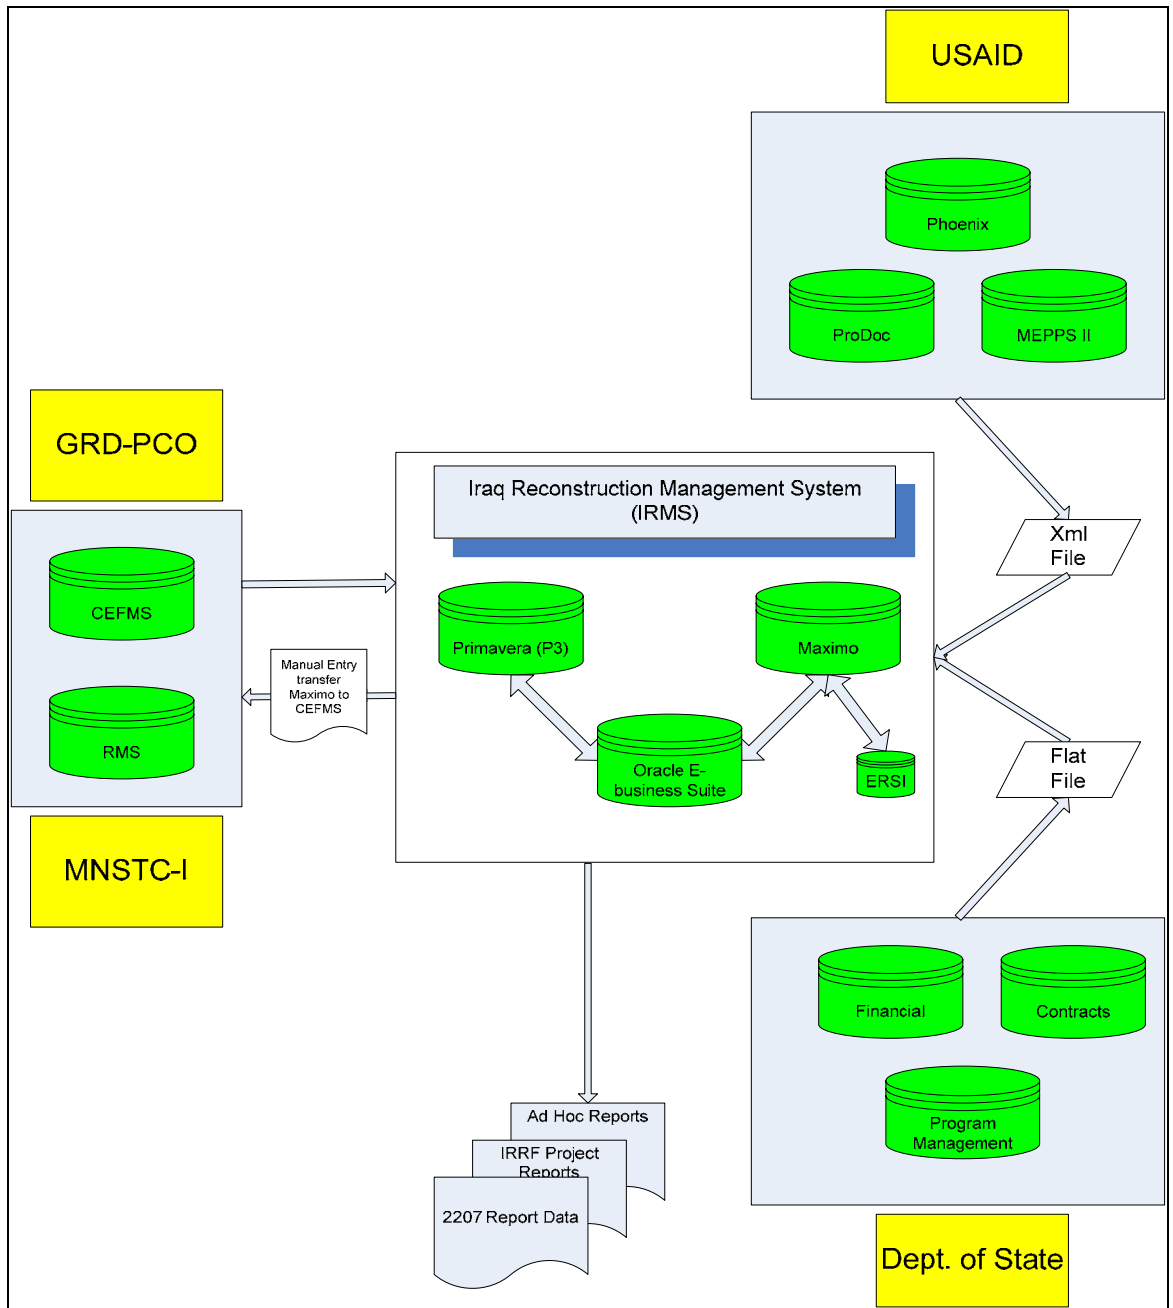 USAID
Phoenix
ProDoc
MEPPS II
GRD-PCO
CEFMS
RMS
MNSTC-I
Manual Entry
transfer
Maximo to
CEFMS
Iraq Reconstruction Management System
(IRMS)
Primavera (P3)
Maximo
Oracle E-
business Suite
ERSI
Xml
File
Flat
File
Financial
Contracts
Program
Management
Dept. of State
Ad Hoc Reports
IRRF Project
Reports
2207 Report Data